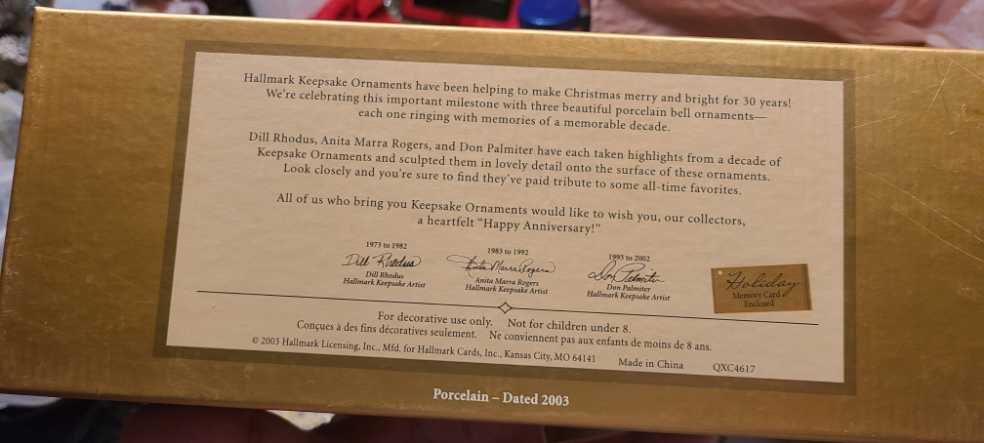 Hallmark Keepsake Ornaments have been helping to make Christmas merry and bright for 30 years!
We're celebrating this important milestone with three beautiful porcelain bell ornaments—
each one ringing with memories of a memorable decade.
Dill Rhodus, Anita Marra Rogers, and Don Palmiter have each taken highlights from a decade of
Keepsake Ornaments and sculpted them in lovely detail onto the surface of these ornaments.
Look closely and you're sure to find they've paid tribute to some all-time favorites.
All of us who bring you Keepsake Ornaments would like to wish you, our collectors,
a heartfelt "Happy Anniversary!"
1973 to 1982
Dill Rhodus
Dill Rhodus
Hallmark Keepsake Artist
1983 to 1992
Anita Marra Rogers
Anita Marra Rogers
Hallmark Keepsake Artist
1993 to 2002
Don Palmiter
Don Palmiter
Hallmark Keepsake Artist
Holiday
Memory Card
Enclosed
For decorative use only. Not for children under 8.
Conçues à des fins décoratives seulement. Ne conviennent pas aux enfants de moins de 8 ans.
© 2003 Hallmark Licensing, Inc., Mfd. for Hallmark Cards, Inc., Kansas City, MO 64141 Made in China QXC4617
Porcelain – Dated 2003